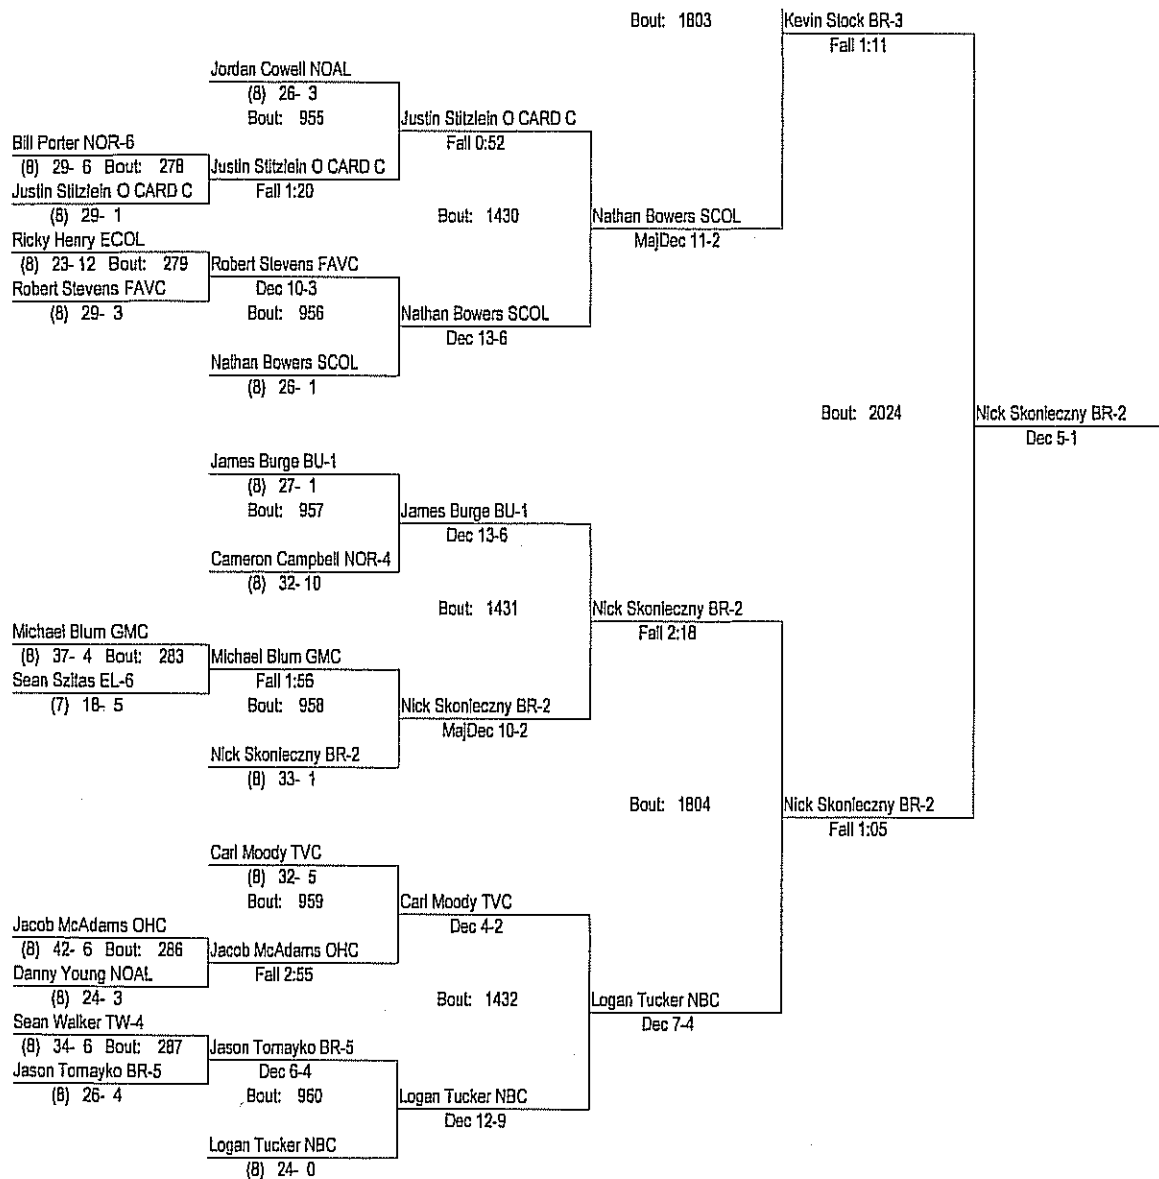 Bout: 1803
Kevin Stock BR-3
Fall 1:11
Jordan Cowell NOAL
(8) 26- 3
Bout: 955
Justin Stitzlein O CARD C
Fall 0:52
Bill Porter NOR-6
(8) 29- 6 Bout: 278
Justin Stitzlein O CARD C
Fall 1:20
Justin Stitzlein O CARD C
(8) 29- 1
Bout: 1430
Nathan Bowers SCOL
MajDec 11-2
Ricky Henry ECOL
(8) 23-12 Bout: 279
Robert Stevens FAVC
Dec 10-3
Robert Stevens FAVC
(8) 29- 3
Bout: 956
Nathan Bowers SCOL
Dec 13-6
Nathan Bowers SCOL
(8) 26- 1
Bout: 2024
Nick Skonieczny BR-2
Dec 5-1
James Burge BU-1
(8) 27- 1
Bout: 957
James Burge BU-1
Dec 13-6
Cameron Campbell NOR-4
(8) 32-10
Bout: 1431
Nick Skonieczny BR-2
Fall 2:18
Michael Blum GMC
(8) 37- 4 Bout: 283
Michael Blum GMC
Fall 1:56
Sean Szitas EL-6
(7) 18- 5
Bout: 958
Nick Skonieczny BR-2
MajDec 10-2
Nick Skonieczny BR-2
(8) 33- 1
Bout: 1804
Nick Skonieczny BR-2
Fall 1:05
Carl Moody TVC
(8) 32- 5
Bout: 959
Carl Moody TVC
Dec 4-2
Jacob McAdams OHC
(8) 42- 6 Bout: 286
Jacob McAdams OHC
Fall 2:55
Danny Young NOAL
(8) 24- 3
Bout: 1432
Logan Tucker NBC
Dec 7-4
Sean Walker TW-4
(8) 34- 6 Bout: 287
Jason Tomayko BR-5
Dec 6-4
Jason Tomayko BR-5
(8) 26- 4
Bout: 960
Logan Tucker NBC
Dec 12-9
Logan Tucker NBC
(8) 24- 0